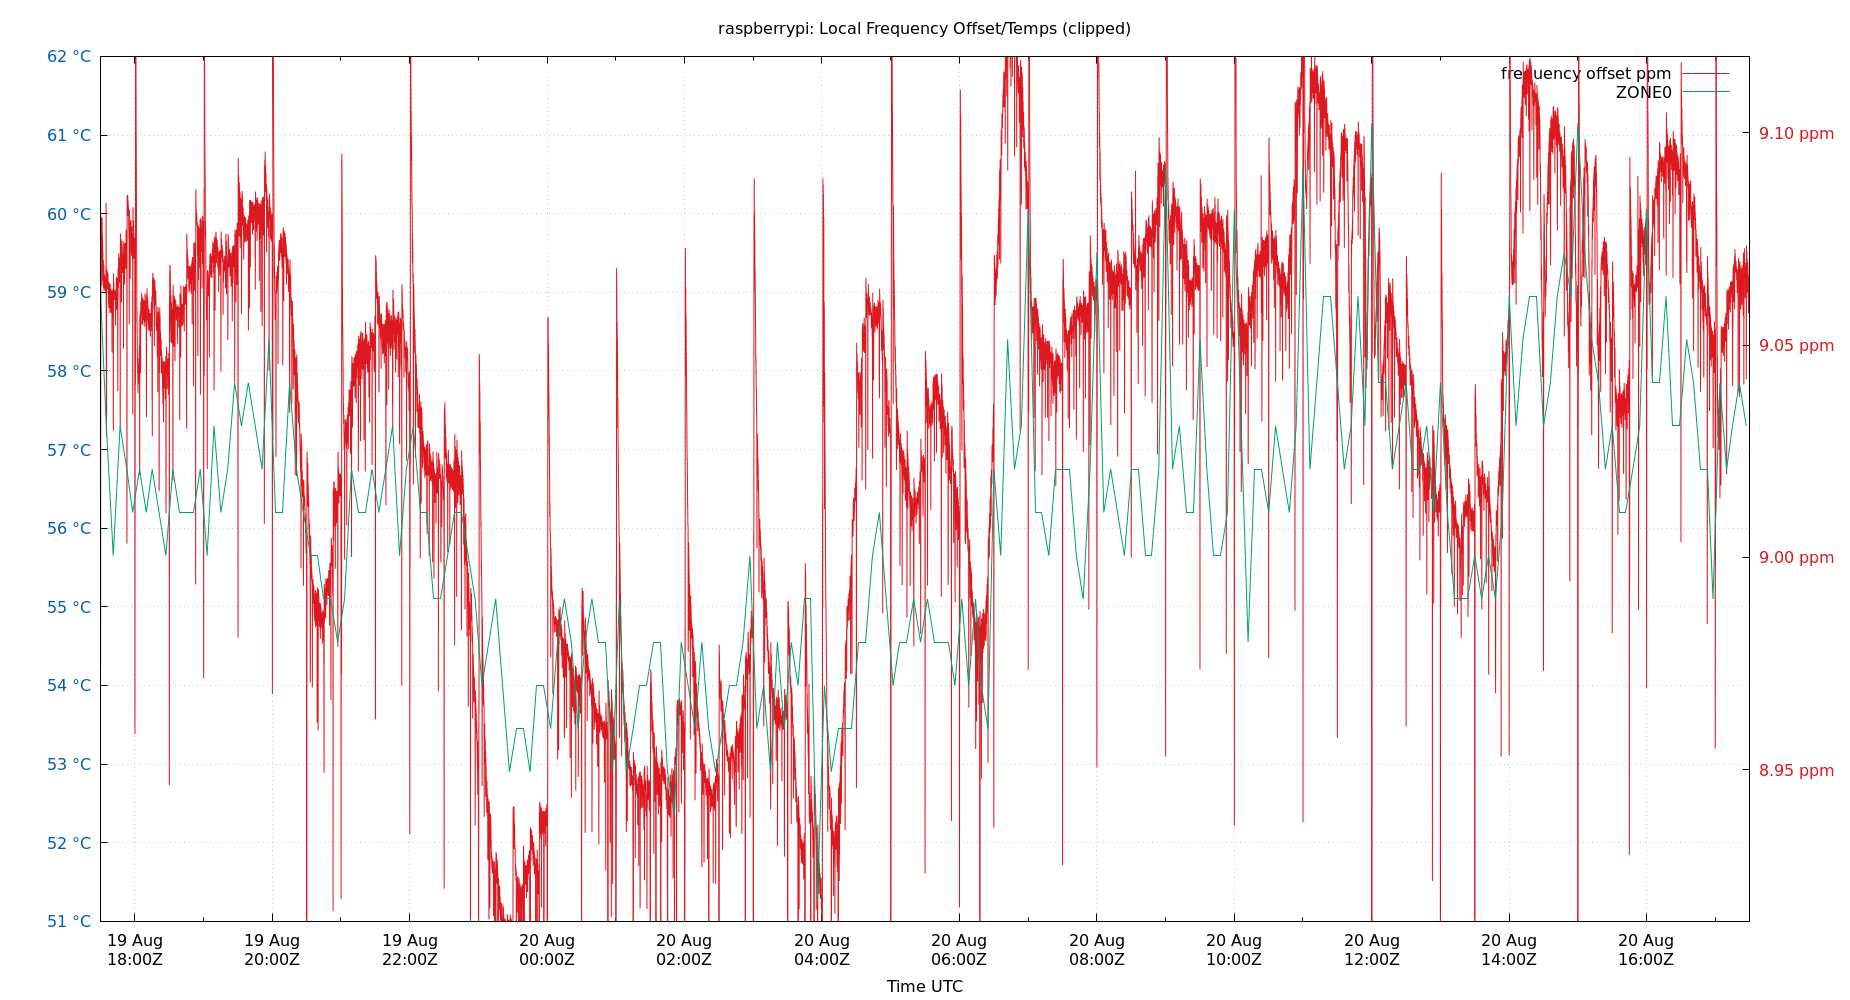 raspberrypi: Local Frequency Offset/Temps (clipped)
62 °C
61 °C
60 °C
59 °C
58 °C
57 °C
56 °C
55 °C
54 °C
53 °C
52 °C
51 °C
frequency offset ppm
ZONE0
9.10 ppm
9.05 ppm
9.00 ppm
8.95 ppm
19 Aug 19 Aug 19 Aug 20 Aug 20 Aug 20 Aug 20 Aug 20 Aug 20 Aug 20 Aug 20 Aug 20 Aug
18:00Z 20:00Z 22:00Z 00:00Z 02:00Z 04:00Z 06:00Z 08:00Z 10:00Z 12:00Z 14:00Z 16:00Z
Time UTC